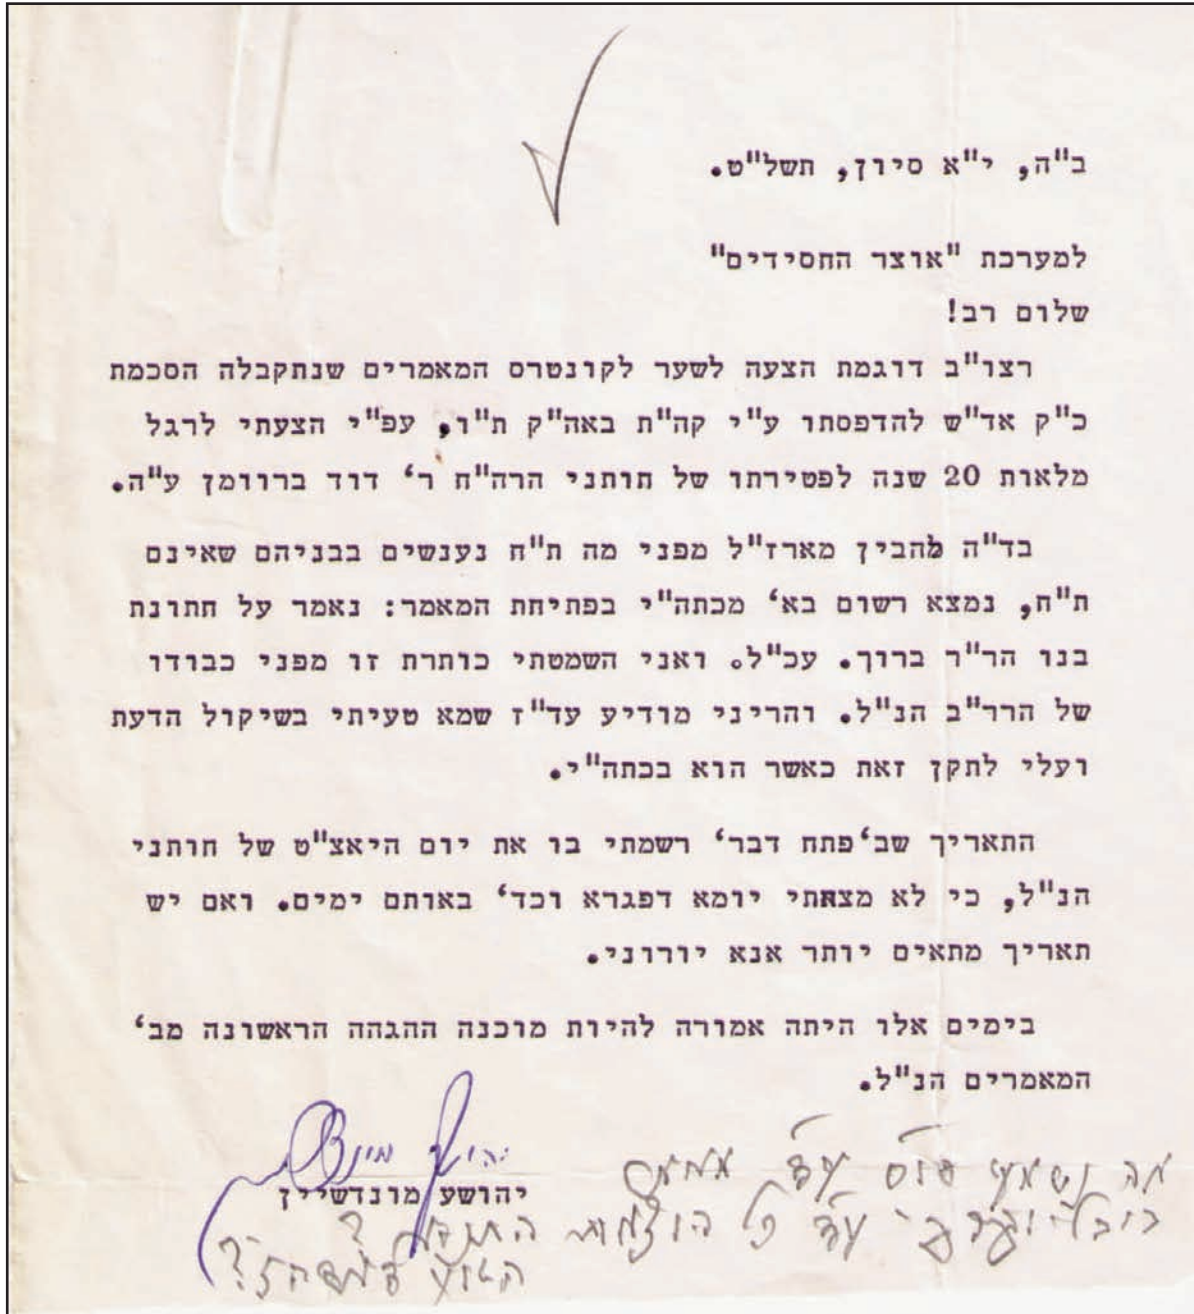 ב"ה, י"א סיון, תשל"ט.
למערכת "אוצר החסידים"
שלום רב!
רצו"ב דוגמת הצעה לשער לקונטרס המאמרים שנתקבלה הסכמת
כ"ק אד"ש להדפסתו ע"י קה"ת באה"ק ת"ו, עפ"י הצעתי לרגל
מלאות 20 שנה לפטירתו של חותני הרה"ח ר' דוד ברוומן ע"ה.
בד"ה להבין מארז"ל מפני מה ת"ח נענשים בבניהם שאינם
ת"ח, נמצא רשום בא' מכתה"י בפתיחת המאמר: נאמר על חתונת
בנו הר"ר ברוך. עכ"ל. ואני השמטתי כותרת זו מפני כבודו
של הרר"ב הנ"ל. והריני מודיע עד"ז שמא טעיתי בשיקול הדעת
ועלי לתקן זאת כאשר הוא בכתה"י.
התאריך שב'פתח דבר' רשמתי בו את יום היאצ"ט של חותני
הנ"ל, כי לא מצאתי יומא דפגרא וכד' באותם ימים. ואם יש
תאריך מתאים יותר אנא יורוני.
בימים אלו היתה אמורה להיות מוכנה ההגהה הראשונה מב'
המאמרים הנ"ל.
יהושע מונדשיין
מה נשמע
כל הוצאות